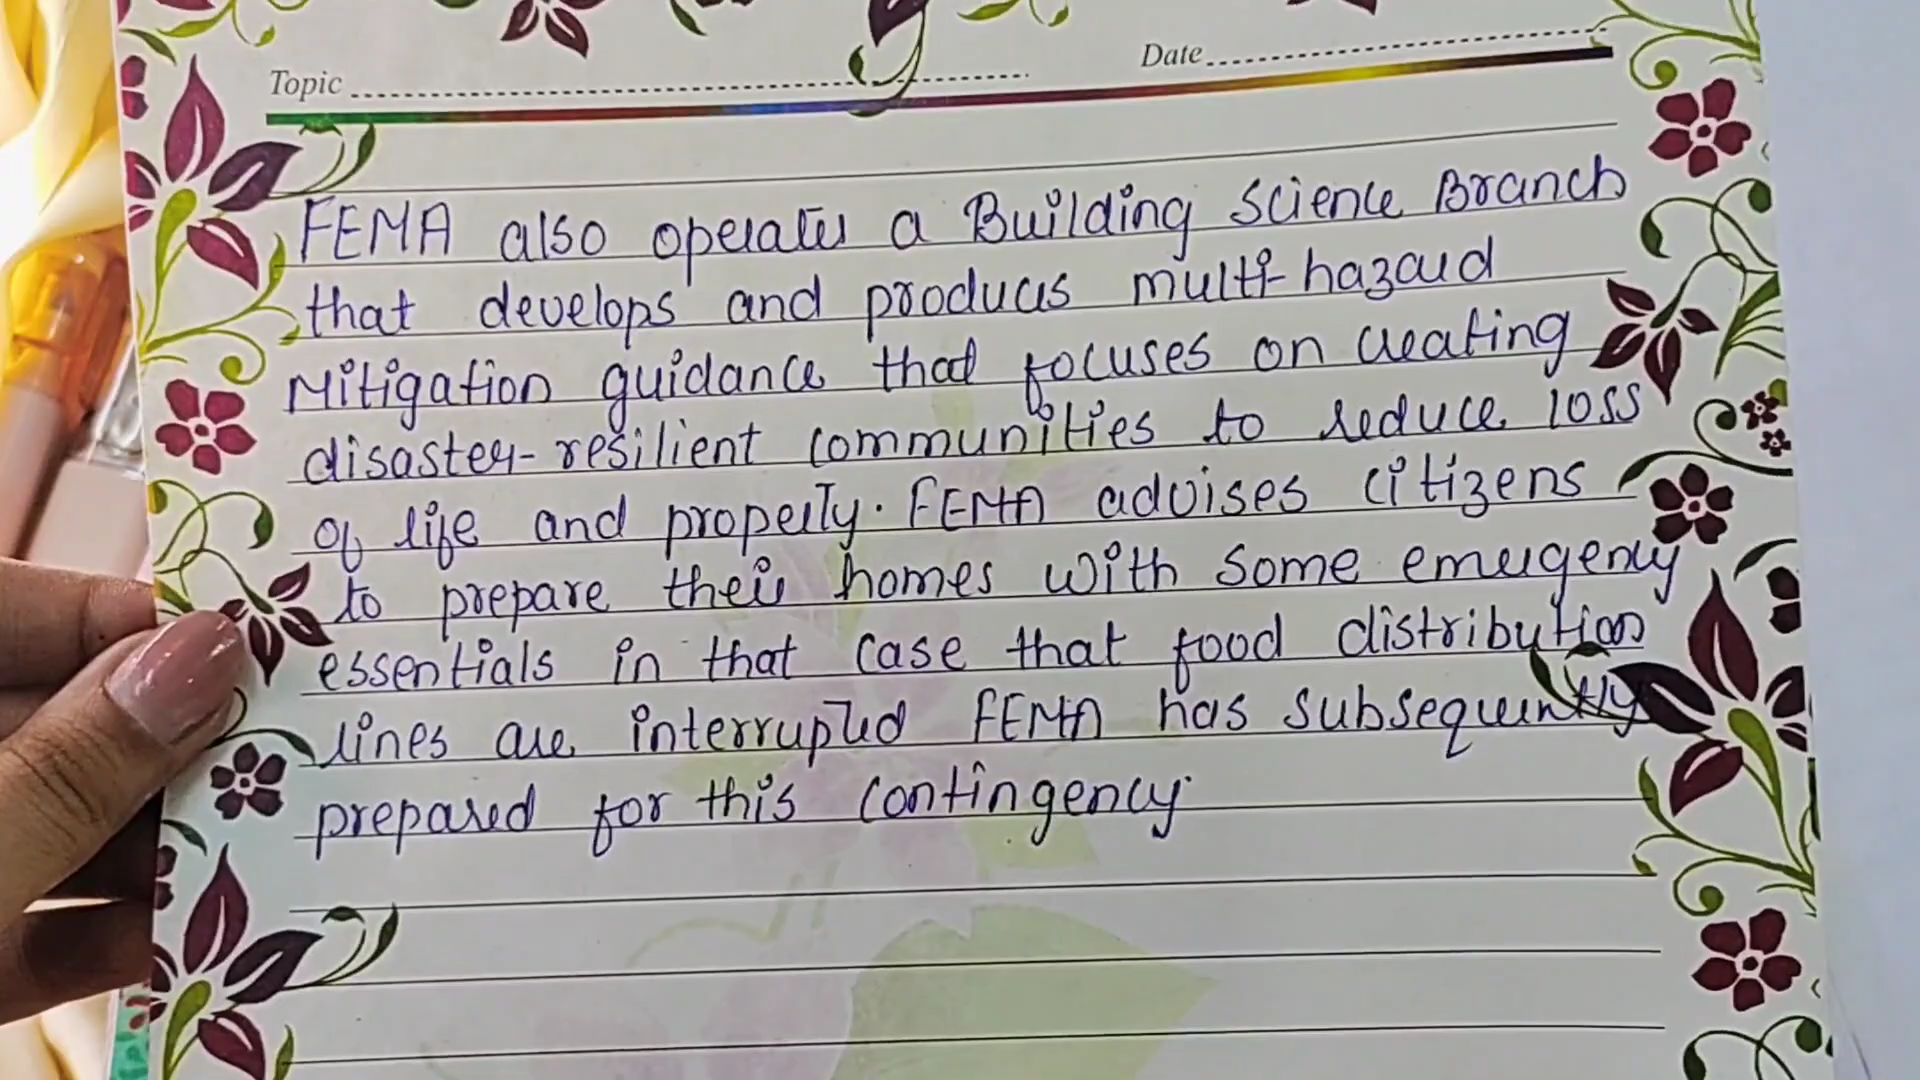 Topic
Date
FEMA also operates a Building Science Branch
that develops and produces multi-hazard
Mitigation guidance that focuses on creating
disaster-resilient communities to reduce loss
of life and property. FEMA advises citizens
to prepare their homes with some emergency
essentials in that case that food distribution
lines are interrupted FEMA has subsequently
prepared for this contingency.